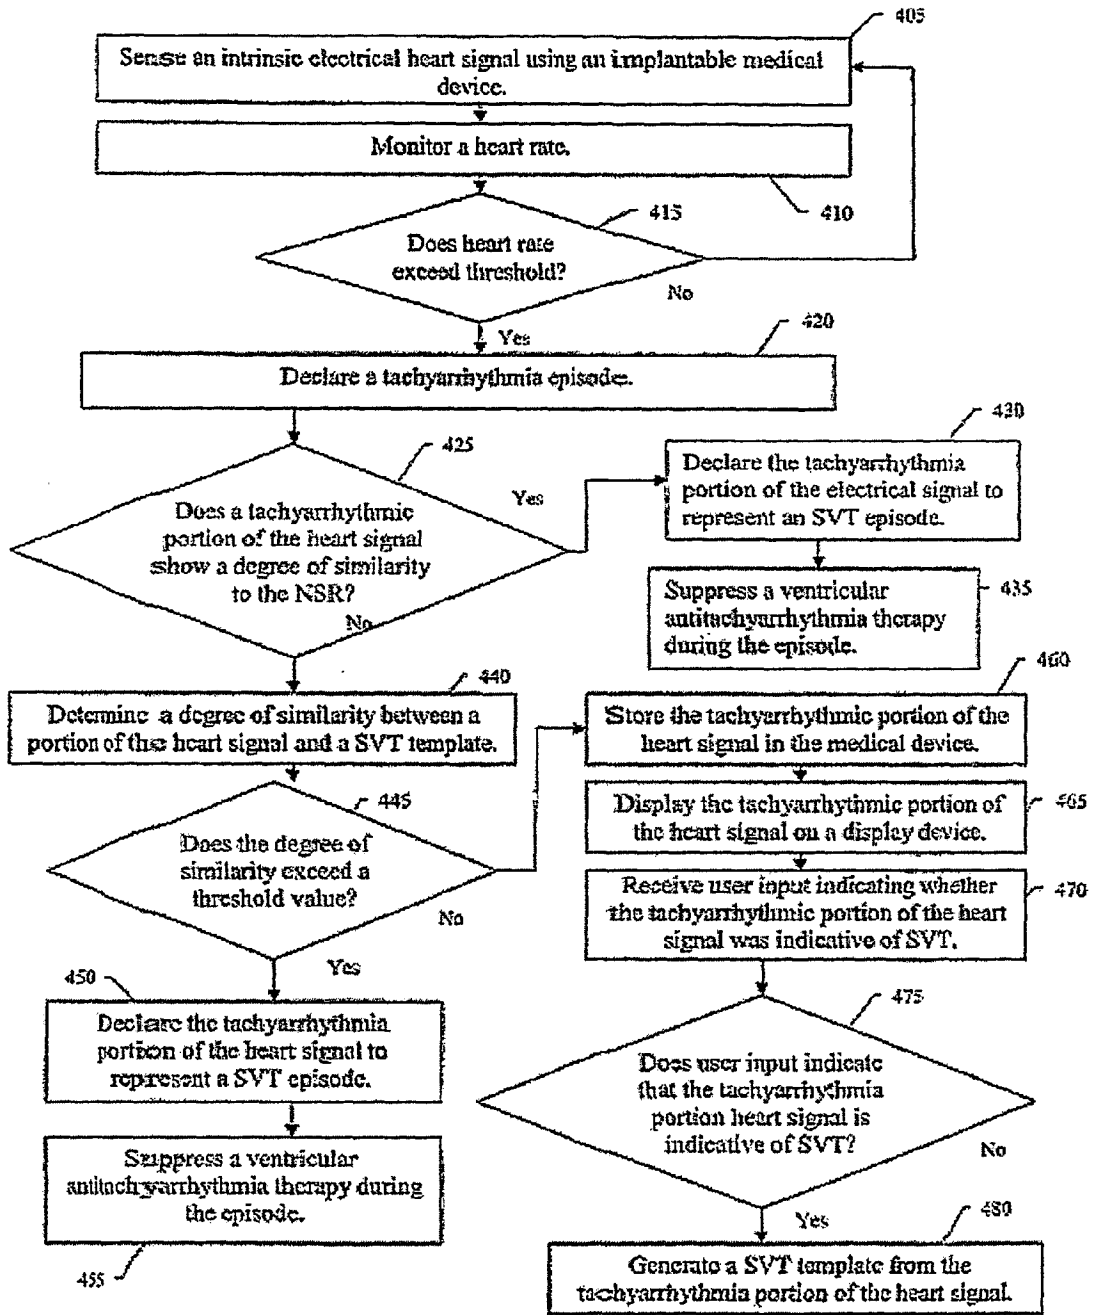 405
Sense an intrinsic electrical heart signal using an implantable medical
device.
Monitor a heart rate.
410
415
Does heart rate
exceed threshold?
No
Yes
420
Declare a tachyarrhythmia episode.
425
Does a tachyarrhythmic
portion of the heart signal
show a degree of similarity
to the NSR?
Yes
No
430
Declare the tachyarrhythmia
portion of the electrical signal to
represent an SVT episode.
Suppress a ventricular
antitachyarrhythmia therapy
during the episode.
435
440
Determine a degree of similarity between a
portion of the heart signal and a SVT template.
445
Does the degree of
similarity exceed a
threshold value?
No
Yes
450
Declare the tachyarrhythmia
portion of the heart signal to
represent a SVT episode.
Suppress a ventricular
antitachyarrhythmia therapy during
the episode.
455
460
Store the tachyarrhythmic portion of the
heart signal in the medical device.
Display the tachyarrhythmic portion of
the heart signal on a display device.
465
Receive user input indicating whether
the tachyarrhythmic portion of the heart
signal was indicative of SVT.
470
475
Does user input indicate
that the tachyarrhythmia
portion heart signal is
indicative of SVT?
No
Yes
480
Generate a SVT template from the
tachyarrhythmia portion of the heart signal.